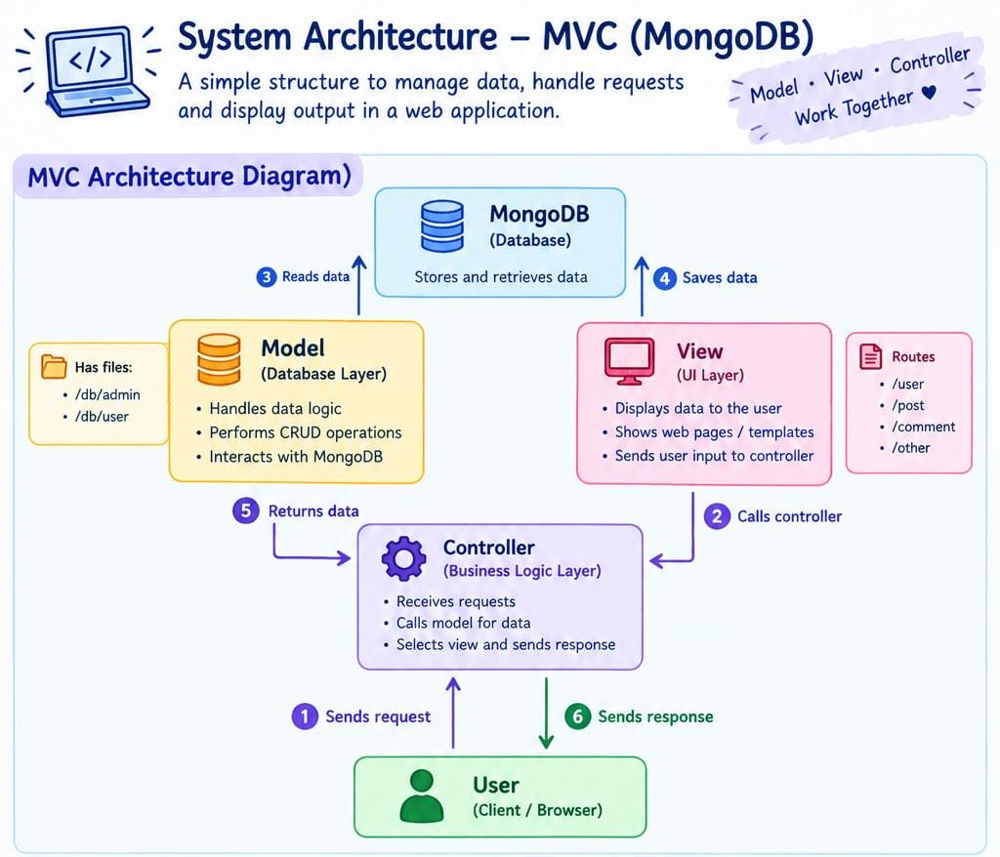 </>
System Architecture – MVC (MongoDB)
A simple structure to manage data, handle requests
and display output in a web application.
Model • View • Controller
Work Together ♥
MVC Architecture Diagram)
MongoDB
(Database)
Stores and retrieves data
3 Reads data
4 Saves data
Has files:
• /db/admin
• /db/user
Model
(Database Layer)
• Handles data logic
• Performs CRUD operations
• Interacts with MongoDB
View
(UI Layer)
• Displays data to the user
• Shows web pages / templates
• Sends user input to controller
Routes
• /user
• /post
• /comment
• /other
5 Returns data
2 Calls controller
Controller
(Business Logic Layer)
• Receives requests
• Calls model for data
• Selects view and sends response
1 Sends request
6 Sends response
User
(Client / Browser)